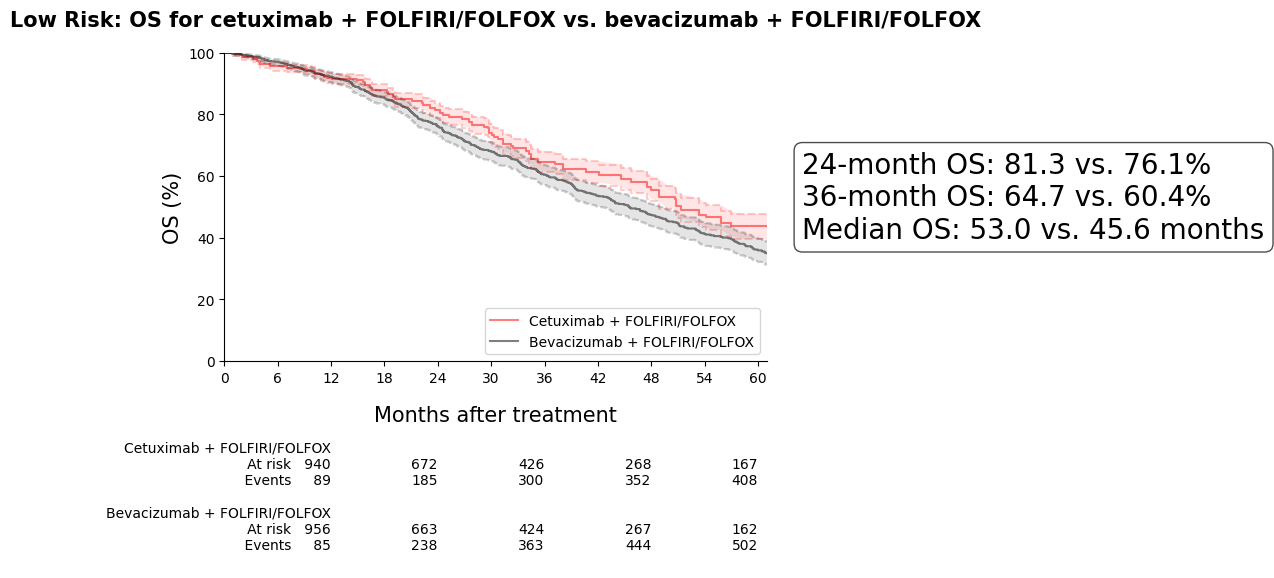 Low Risk: OS for cetuximab + FOLFIRI/FOLFOX vs. bevacizumab + FOLFIRI/FOLFOX
100
80
60
40
20
0
OS (%)
24-month OS: 81.3 vs. 76.1%
36-month OS: 64.7 vs. 60.4%
Median OS: 53.0 vs. 45.6 months
Cetuximab + FOLFIRI/FOLFOX
Bevacizumab + FOLFIRI/FOLFOX
0 6 12 18 24 30 36 42 48 54 60
Months after treatment
Cetuximab + FOLFIRI/FOLFOX
At risk 940 672 426 268 167
Events 89 185 300 352 408
Bevacizumab + FOLFIRI/FOLFOX
At risk 956 663 424 267 162
Events 85 238 363 444 502